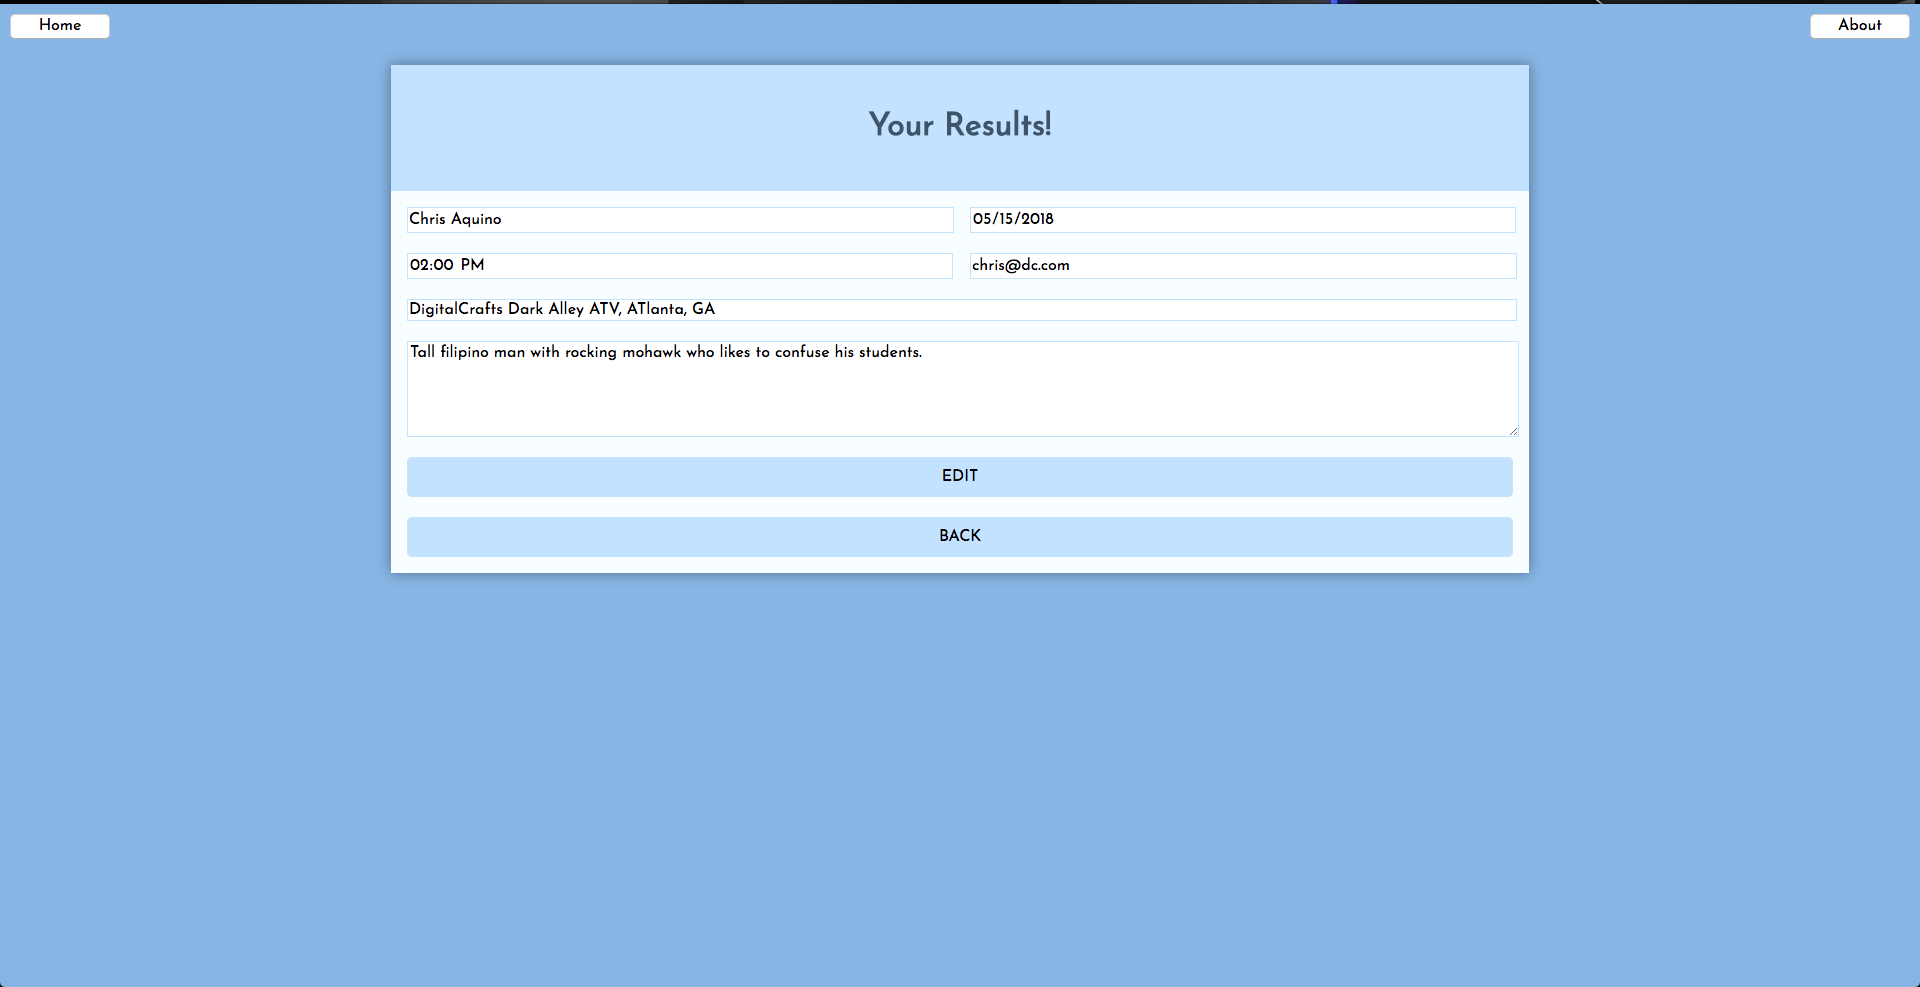 Home
About
Your Results!
Chris Aquino
05/15/2018
02:00 PM
chris@dc.com
DigitalCrafts Dark Alley ATV, ATlanta, GA
Tall filipino man with rocking mohawk who likes to confuse his students.
EDIT
BACK